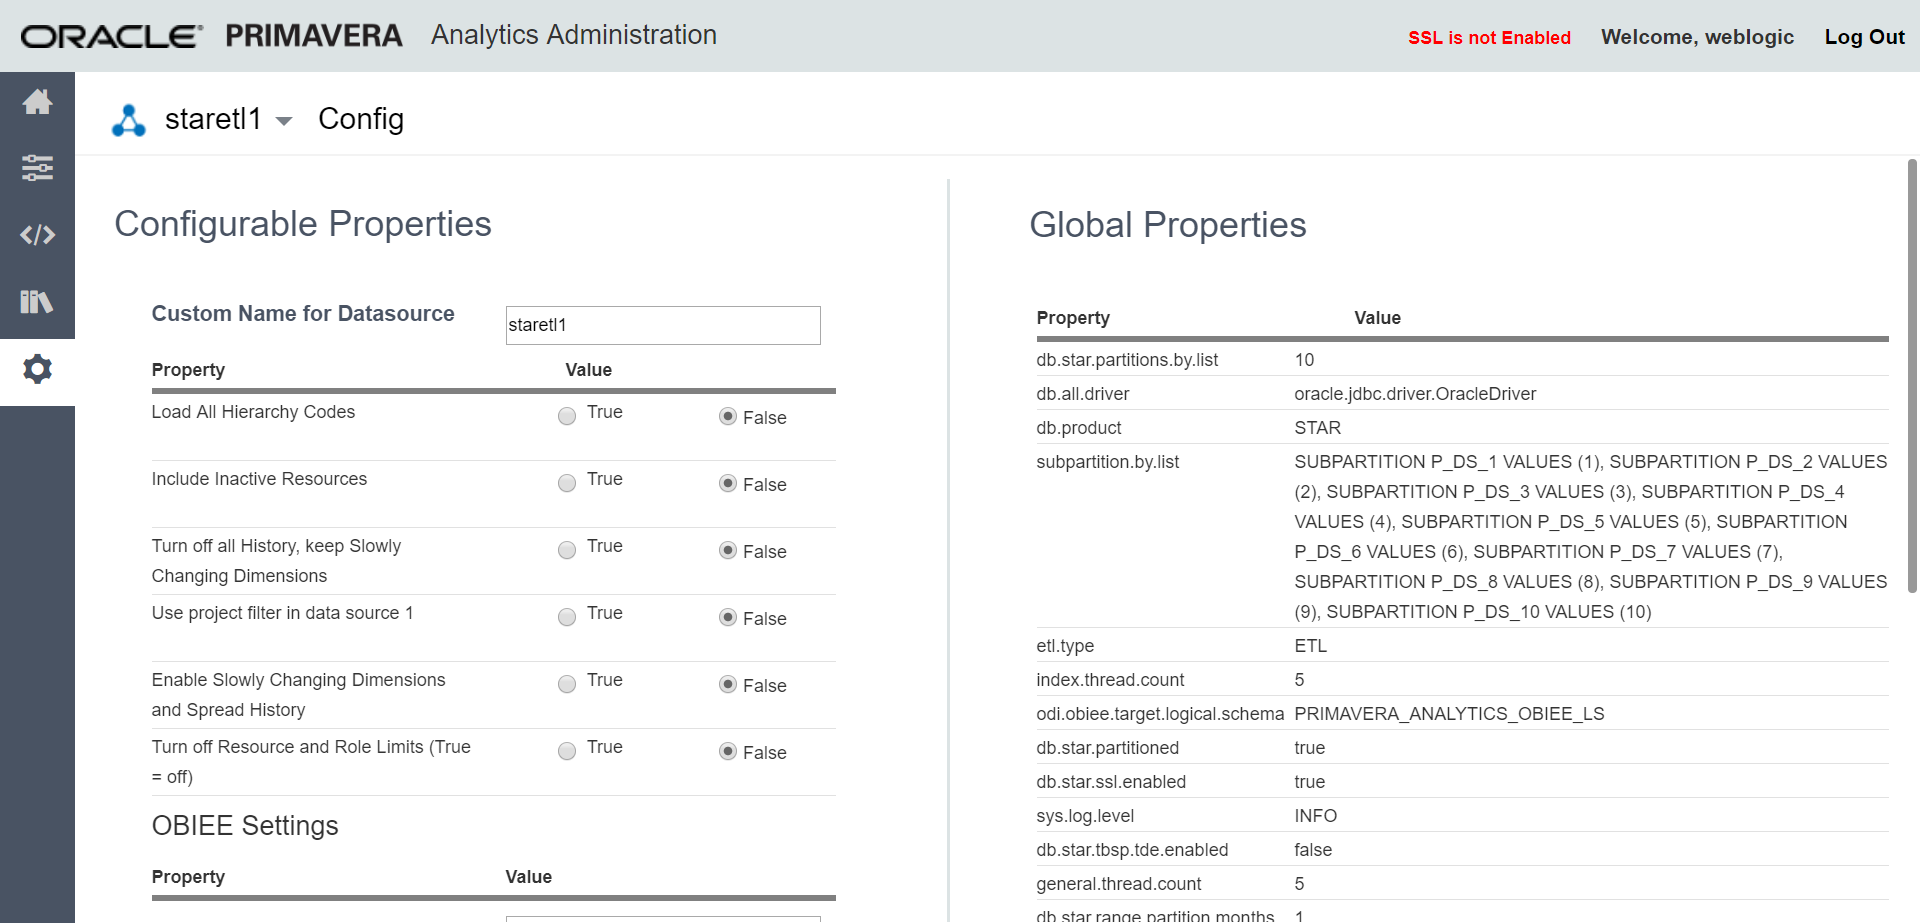 ORACLE PRIMAVERA Analytics Administration
SSL is not Enabled Welcome, weblogic Log Out
staretl1 Config
Configurable Properties
Custom Name for Datasource staretl1
Property Value
Load All Hierarchy Codes True False
Include Inactive Resources True False
Turn off all History, keep Slowly
Changing Dimensions True False
Use project filter in data source 1 True False
Enable Slowly Changing Dimensions
and Spread History True False
Turn off Resource and Role Limits (True
= off) True False
OBIEE Settings
Property Value
Global Properties
Property Value
db.star.partitions.by.list 10
db.all.driver oracle.jdbc.driver.OracleDriver
db.product STAR
subpartition.by.list SUBPARTITION P_DS_1 VALUES (1), SUBPARTITION P_DS_2 VALUES
(2), SUBPARTITION P_DS_3 VALUES (3), SUBPARTITION P_DS_4
VALUES (4), SUBPARTITION P_DS_5 VALUES (5), SUBPARTITION
P_DS_6 VALUES (6), SUBPARTITION P_DS_7 VALUES (7),
SUBPARTITION P_DS_8 VALUES (8), SUBPARTITION P_DS_9 VALUES
(9), SUBPARTITION P_DS_10 VALUES (10)
etl.type ETL
index.thread.count 5
odi.obiee.target.logical.schema PRIMAVERA_ANALYTICS_OBIEE_LS
db.star.partitioned true
db.star.ssl.enabled true
sys.log.level INFO
db.star.tbsp.tde.enabled false
general.thread.count 5
db.star.range.partition.months 1